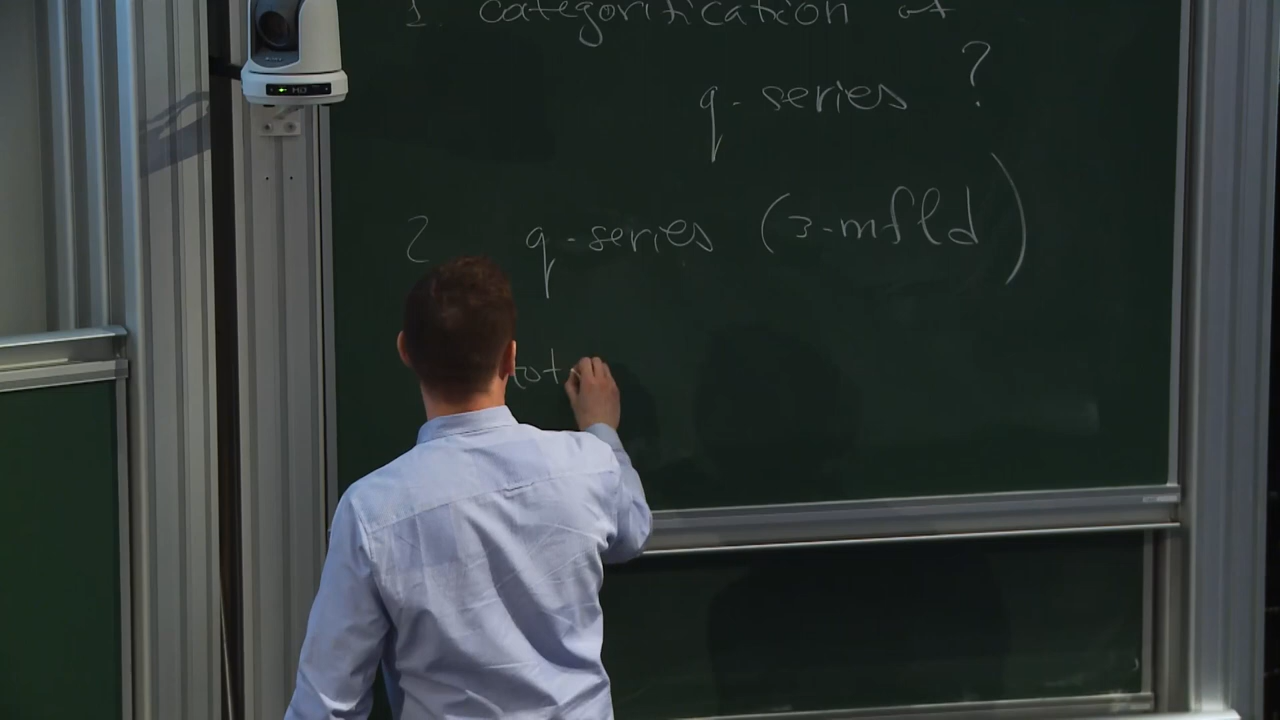 1. categorification of
q-series ?
2 q-series (3-mfld)
tot